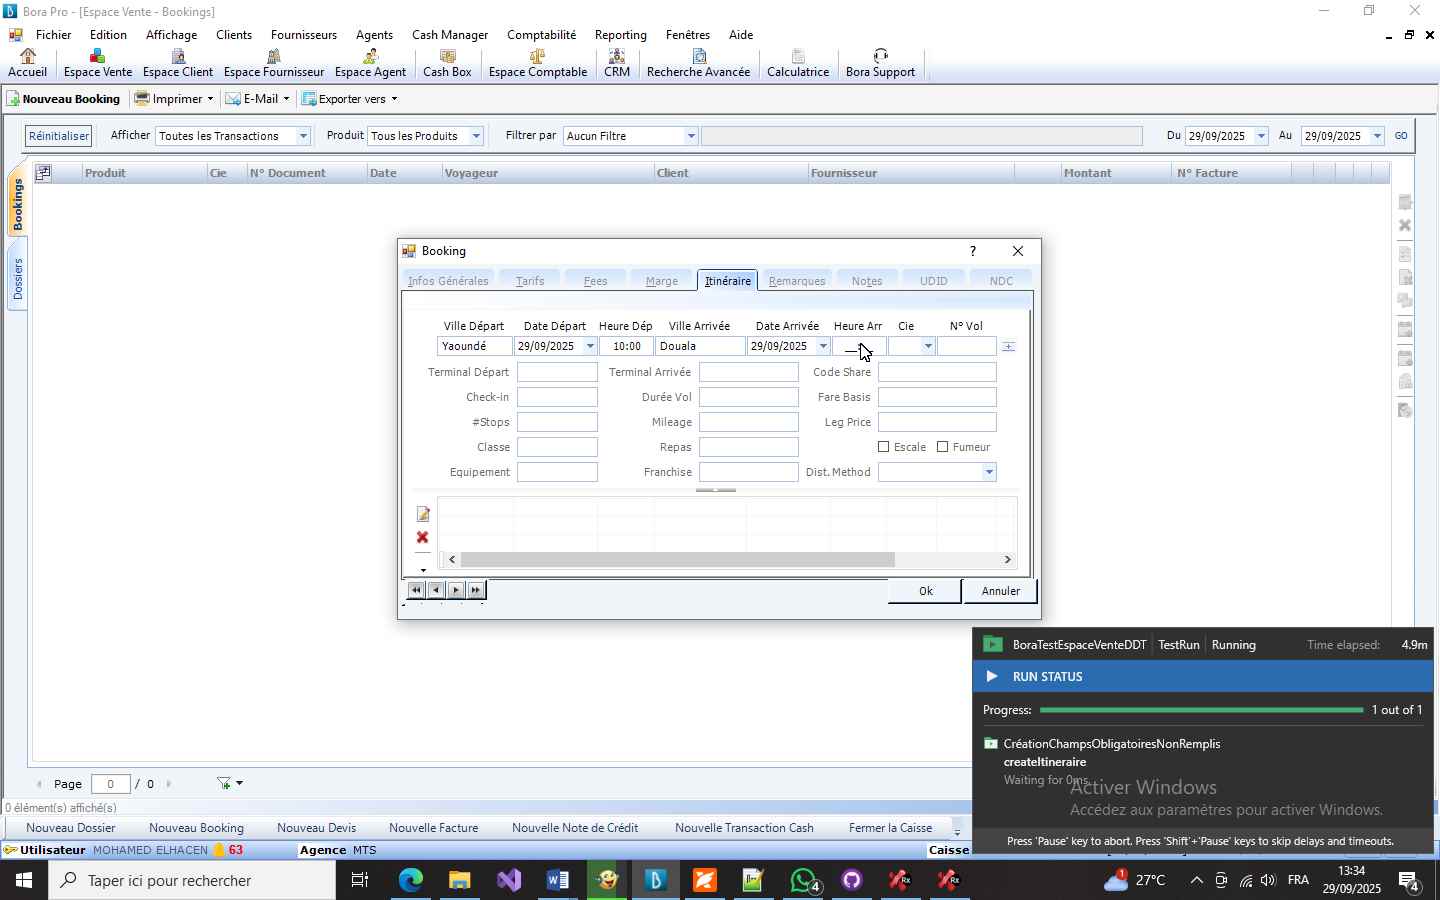 Bora Pro - [Espace Vente - Bookings]
Fichier Edition Affichage Clients Fournisseurs Agents Cash Manager Comptabilité Reporting Fenêtres Aide
Accueil Espace Vente Espace Client Espace Fournisseur Espace Agent Cash Box Espace Comptable CRM Recherche Avancée Calculatrice Bora Support
Nouveau Booking Imprimer E-Mail Exporter vers
Réinitialiser Afficher Toutes les Transactions Produit Tous les Produits Filtrer par Aucun Filtre Du 29/09/2025 Au 29/09/2025 GO
Produit Cie N° Document Date Voyageur Client Fournisseur Montant N° Facture
Bookings
Dossiers
Booking ?
Infos Générales Tarifs Fees Marge Itinéraire Remarques Notes UDID NDC
Ville Départ Date Départ Heure Dép Ville Arrivée Date Arrivée Heure Arr Cie N° Vol
Yaoundé 29/09/2025 10:00 Douala 29/09/2025
Terminal Départ Terminal Arrivée Code Share
Check-in Durée Vol Fare Basis
#Stops Mileage Leg Price
Classe Repas Escale Fumeur
Equipement Franchise Dist. Method
Ok Annuler
BoraTestEspaceVenteDDT TestRun Running Time elapsed: 4.9m
RUN STATUS
Progress: 1 out of 1
CréationChampsObligatoiresNonRemplis
createItineraire
Waiting for 0ms.
Activer Windows
Accédez aux paramètres pour activer Windows.
Press 'Pause' key to abort. Press 'Shift'+'Pause' keys to skip delays and timeouts.
Page 0 / 0
0 élément(s) affiché(s)
Nouveau Dossier Nouveau Booking Nouveau Devis Nouvelle Facture Nouvelle Note de Crédit Nouvelle Transaction Cash Fermer la Caisse
Utilisateur MOHAMED ELHACEN 63 Agence MTS Caisse
Taper ici pour rechercher 4 1 27°C FRA 13:34
29/09/2025 4